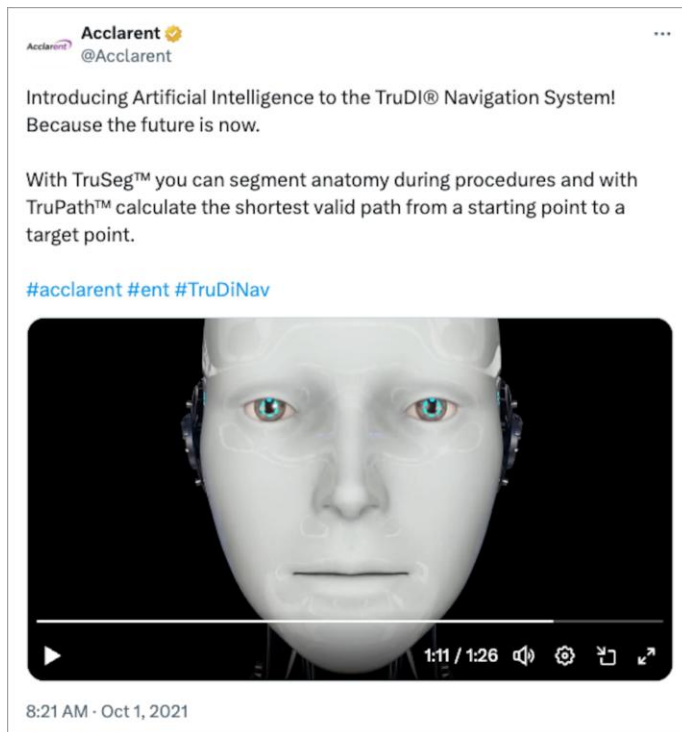 Acclarent
Acclarent
@Acclarent
Introducing Artificial Intelligence to the TruDI® Navigation System!
Because the future is now.
With TruSeg™ you can segment anatomy during procedures and with
TruPath™ calculate the shortest valid path from a starting point to a
target point.
#acclarent #ent #TruDiNav
1:11 / 1:26
8:21 AM · Oct 1, 2021